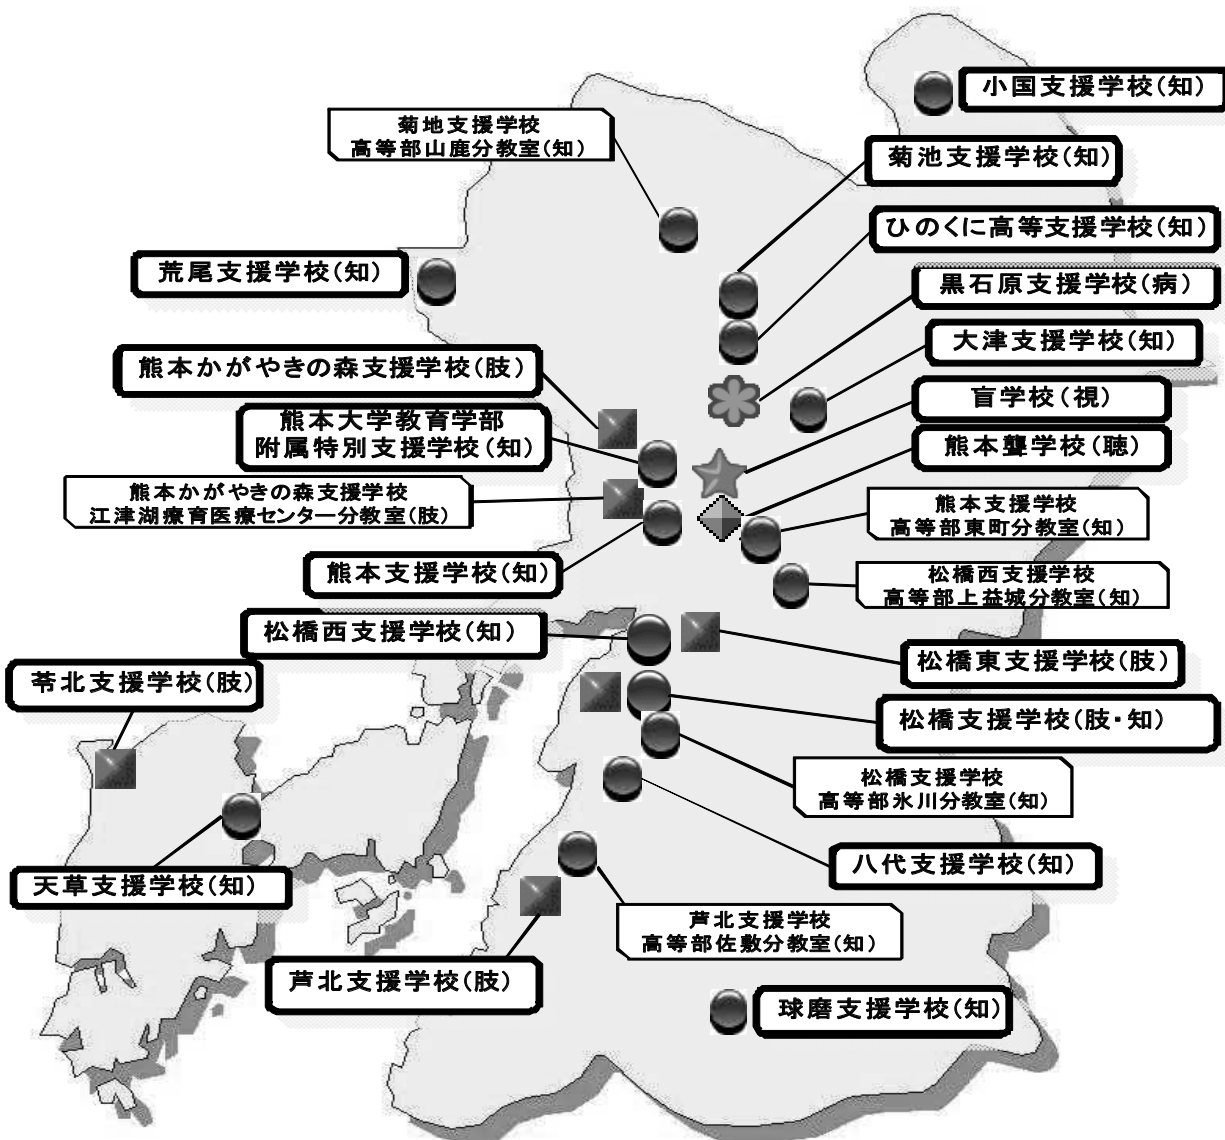 小国支援学校(知)
菊地支援学校
高等部山鹿分教室(知)
菊池支援学校(知)
ひのくに高等支援学校(知)
荒尾支援学校(知)
黒石原支援学校(病)
大津支援学校(知)
熊本かがやきの森支援学校(肢)
盲学校(視)
熊本大学教育学部
附属特別支援学校(知)
熊本聾学校(聴)
熊本かがやきの森支援学校
江津湖療育医療センター分教室(肢)
熊本支援学校
高等部東町分教室(知)
熊本支援学校(知)
松橋西支援学校
高等部上益城分教室(知)
松橋西支援学校(知)
松橋東支援学校(肢)
苓北支援学校(肢)
松橋支援学校(肢・知)
松橋支援学校
高等部氷川分教室(知)
八代支援学校(知)
天草支援学校(知)
芦北支援学校
高等部佐敷分教室(知)
芦北支援学校(肢)
球磨支援学校(知)